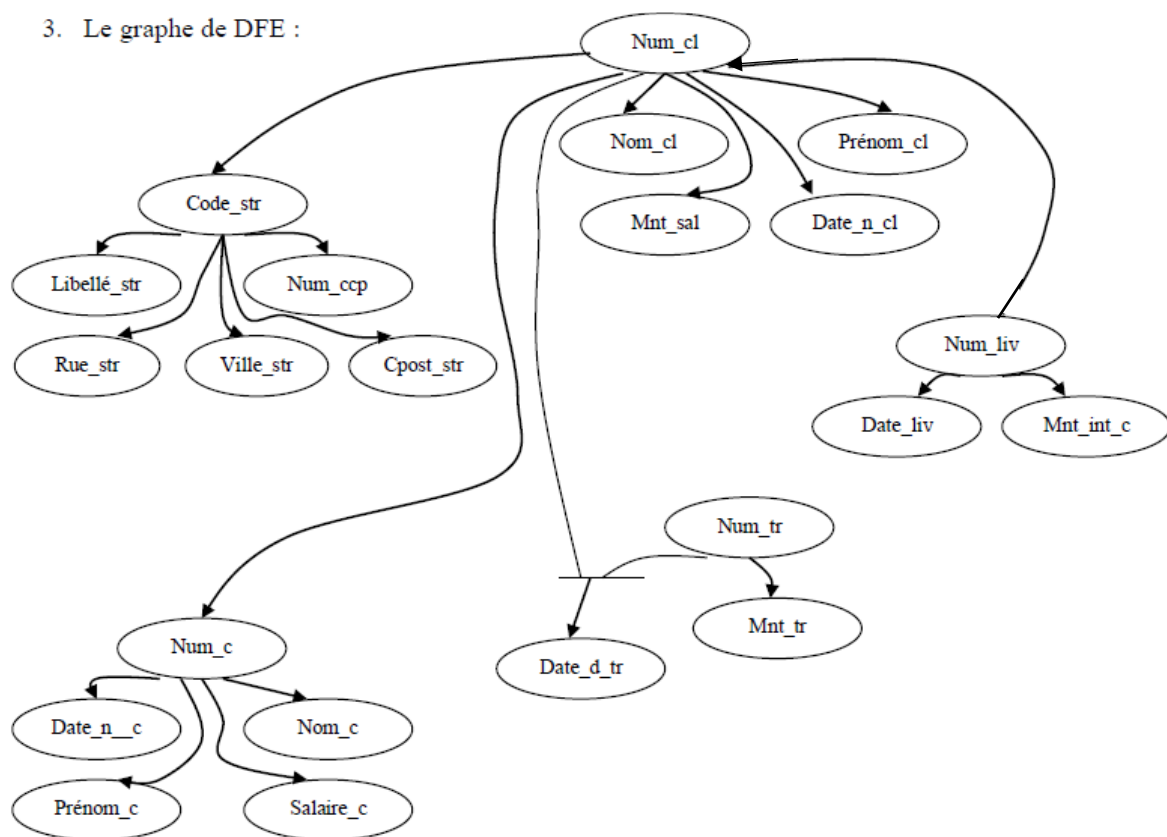 3. Le graphe de DFE :
Num_cl
Nom_cl
Prénom_cl
Code_str
Mnt_sal
Date_n_cl
Libellé_str
Num_ccp
Rue_str
Ville_str
Cpost_str
Num_liv
Date_liv
Mnt_int_c
Num_tr
Mnt_tr
Num_c
Date_d_tr
Date_n__c
Nom_c
Prénom_c
Salaire_c